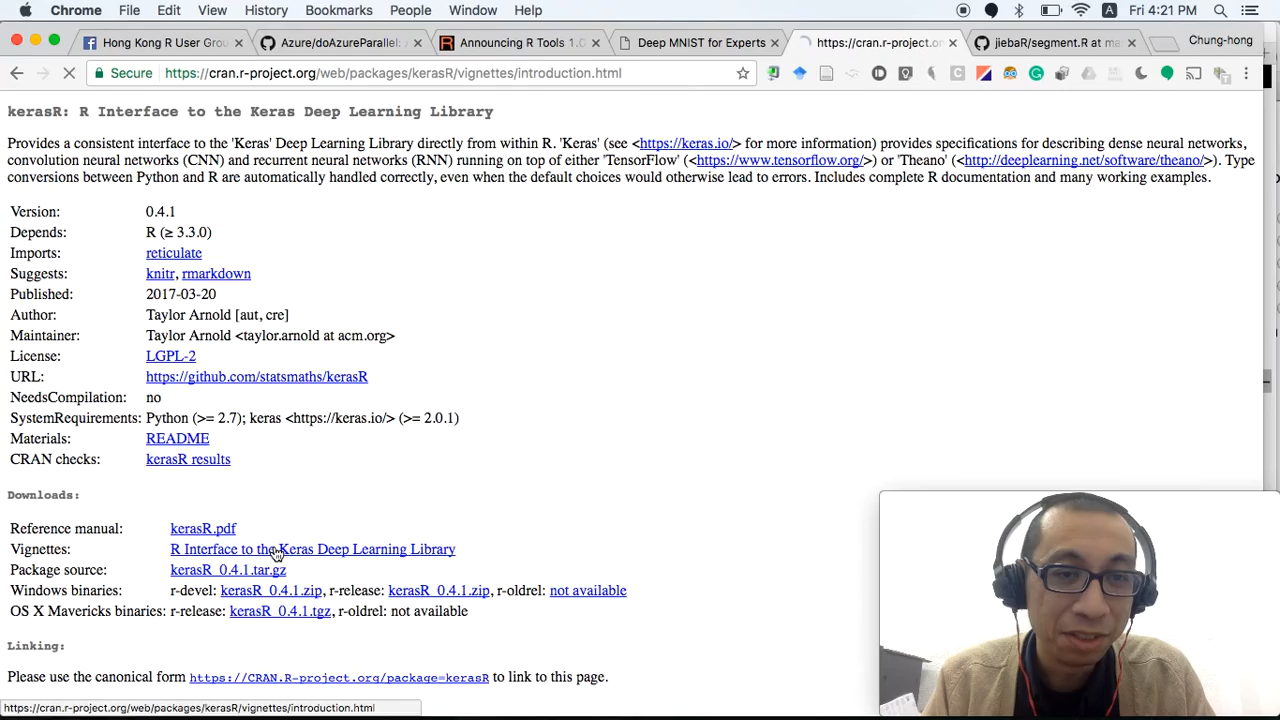 Chrome File Edit View History Bookmarks People Window Help Fri 4:21 PM
Hong Kong R User Grou Azure/doAzureParallel: Announcing R Tools 1.0 Deep MNIST for Experts https://cran.r-project.or jiebaR/segment.R at ma Chung-hong
Secure https://cran.r-project.org/web/packages/kerasR/vignettes/introduction.html
kerasR: R Interface to the Keras Deep Learning Library
Provides a consistent interface to the 'Keras' Deep Learning Library directly from within R. 'Keras' (see <https://keras.io/> for more information) provides specifications for describing dense neural networks,
convolution neural networks (CNN) and recurrent neural networks (RNN) running on top of either 'TensorFlow' (<https://www.tensorflow.org/>) or 'Theano' (<http://deeplearning.net/software/theano/>). Type
conversions between Python and R are automatically handled correctly, even when the default choices would otherwise lead to errors. Includes complete R documentation and many working examples.
Version: 0.4.1
Depends: R (≥ 3.3.0)
Imports: reticulate
Suggests: knitr, rmarkdown
Published: 2017-03-20
Author: Taylor Arnold [aut, cre]
Maintainer: Taylor Arnold <taylor.arnold at acm.org>
License: LGPL-2
URL: https://github.com/statsmaths/kerasR
NeedsCompilation: no
SystemRequirements: Python (>= 2.7); keras <https://keras.io/> (>= 2.0.1)
Materials: README
CRAN checks: kerasR results
Downloads:
Reference manual: kerasR.pdf
Vignettes: R Interface to the Keras Deep Learning Library
Package source: kerasR_0.4.1.tar.gz
Windows binaries: r-devel: kerasR_0.4.1.zip, r-release: kerasR_0.4.1.zip, r-oldrel: not available
OS X Mavericks binaries: r-release: kerasR_0.4.1.tgz, r-oldrel: not available
Linking:
Please use the canonical form https://CRAN.R-project.org/package=kerasR to link to this page.
https://cran.r-project.org/web/packages/kerasR/vignettes/introduction.html